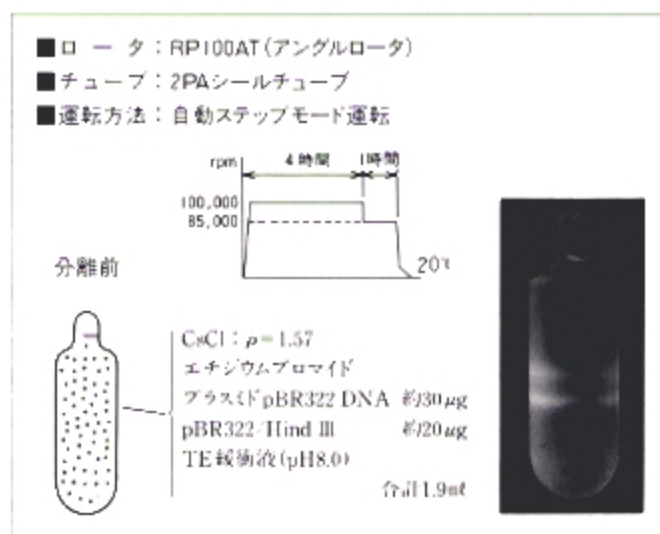 ■ロータ：RP100AT(アングルロータ)
■チューブ：2PAシールチューブ
■運転方法：自動ステップモード運転
rpm 4時間 1時間
100,000
85,000
20℃
分離前
CsCl：ρ=1.57
エチジウムブロマイド
プラスミドpBR322 DNA 約30μg
pBR322/Hind Ⅲ 約20μg
TE緩衝液(pH8.0)
合計1.9ml